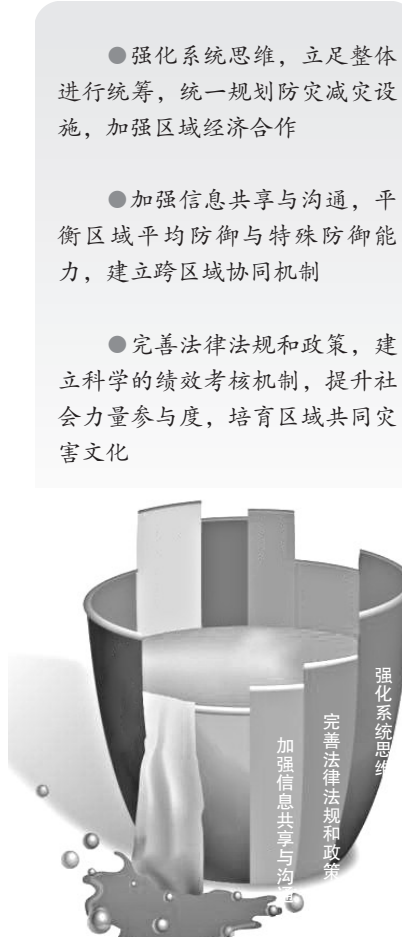 ●强化系统思维，立足整体
进行统筹，统一规划防灾减灾设
施，加强区域经济合作
●加强信息共享与沟通，平
衡区域平均防御与特殊防御能
力，建立跨区域协同机制
●完善法律法规和政策，建
立科学的绩效考核机制，提升社
会力量参与度，培育区域共同灾
害文化
加强信息共享与沟通
完善法律法规和政策
强化系统思维